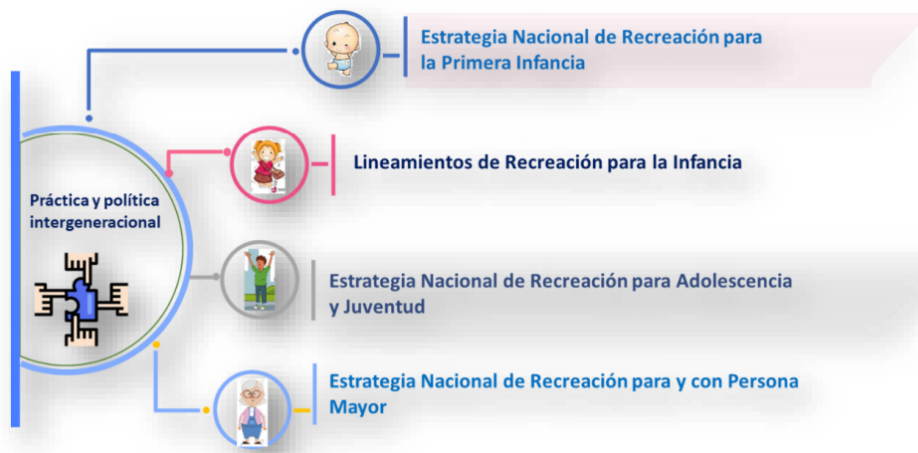 Estrategia Nacional de Recreación para
la Primera Infancia
Lineamientos de Recreación para la Infancia
Práctica y política
intergeneracional
Estrategia Nacional de Recreación para Adolescencia
y Juventud
Estrategia Nacional de Recreación para y con Persona
Mayor